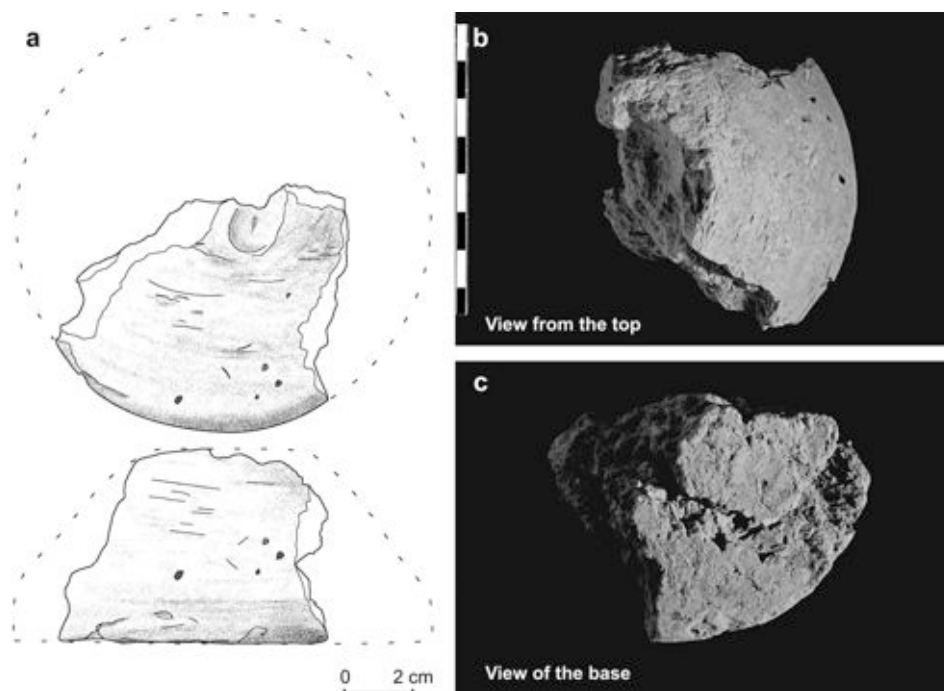 a
b
View from the top
c
View of the base
0 2 cm